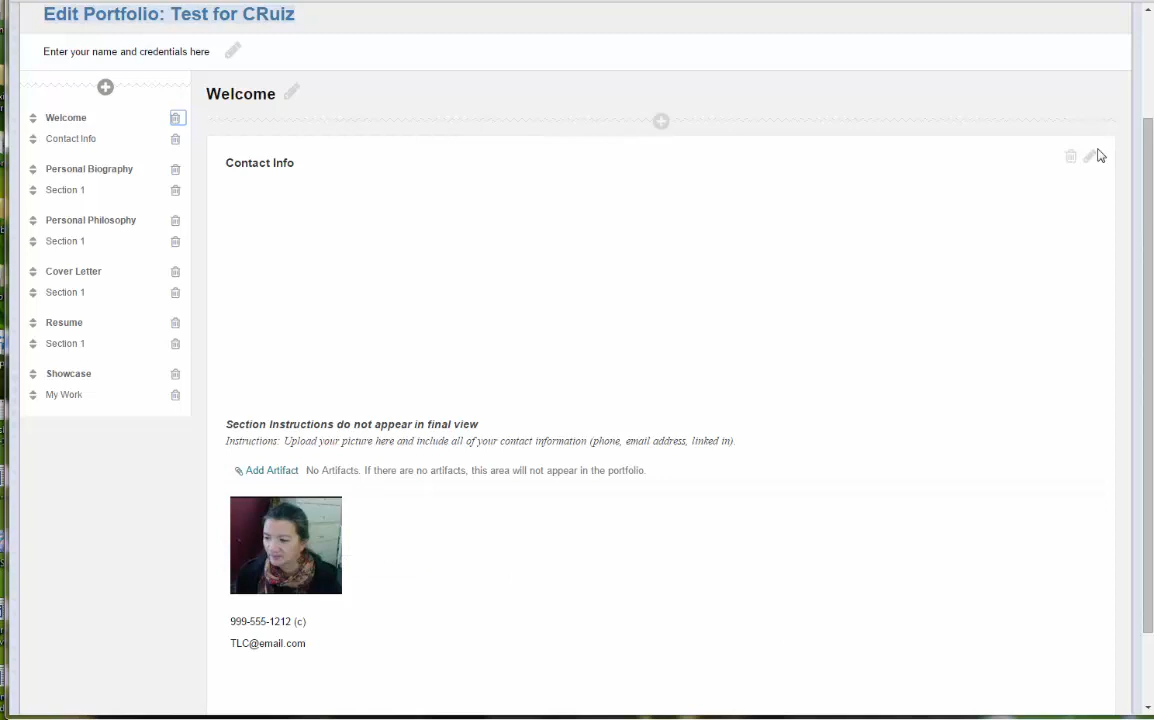 Edit Portfolio: Test for CRuiz
Enter your name and credentials here
Welcome
Contact Info
Personal Biography
Section 1
Personal Philosophy
Section 1
Cover Letter
Section 1
Resume
Section 1
Showcase
My Work
Welcome
Contact Info
Section Instructions do not appear in final view
Instructions: Upload your picture here and include all of your contact information (phone, email address, linked in).
Add Artifact No Artifacts. If there are no artifacts, this area will not appear in the portfolio.
999-555-1212 (c)
TLC@email.com